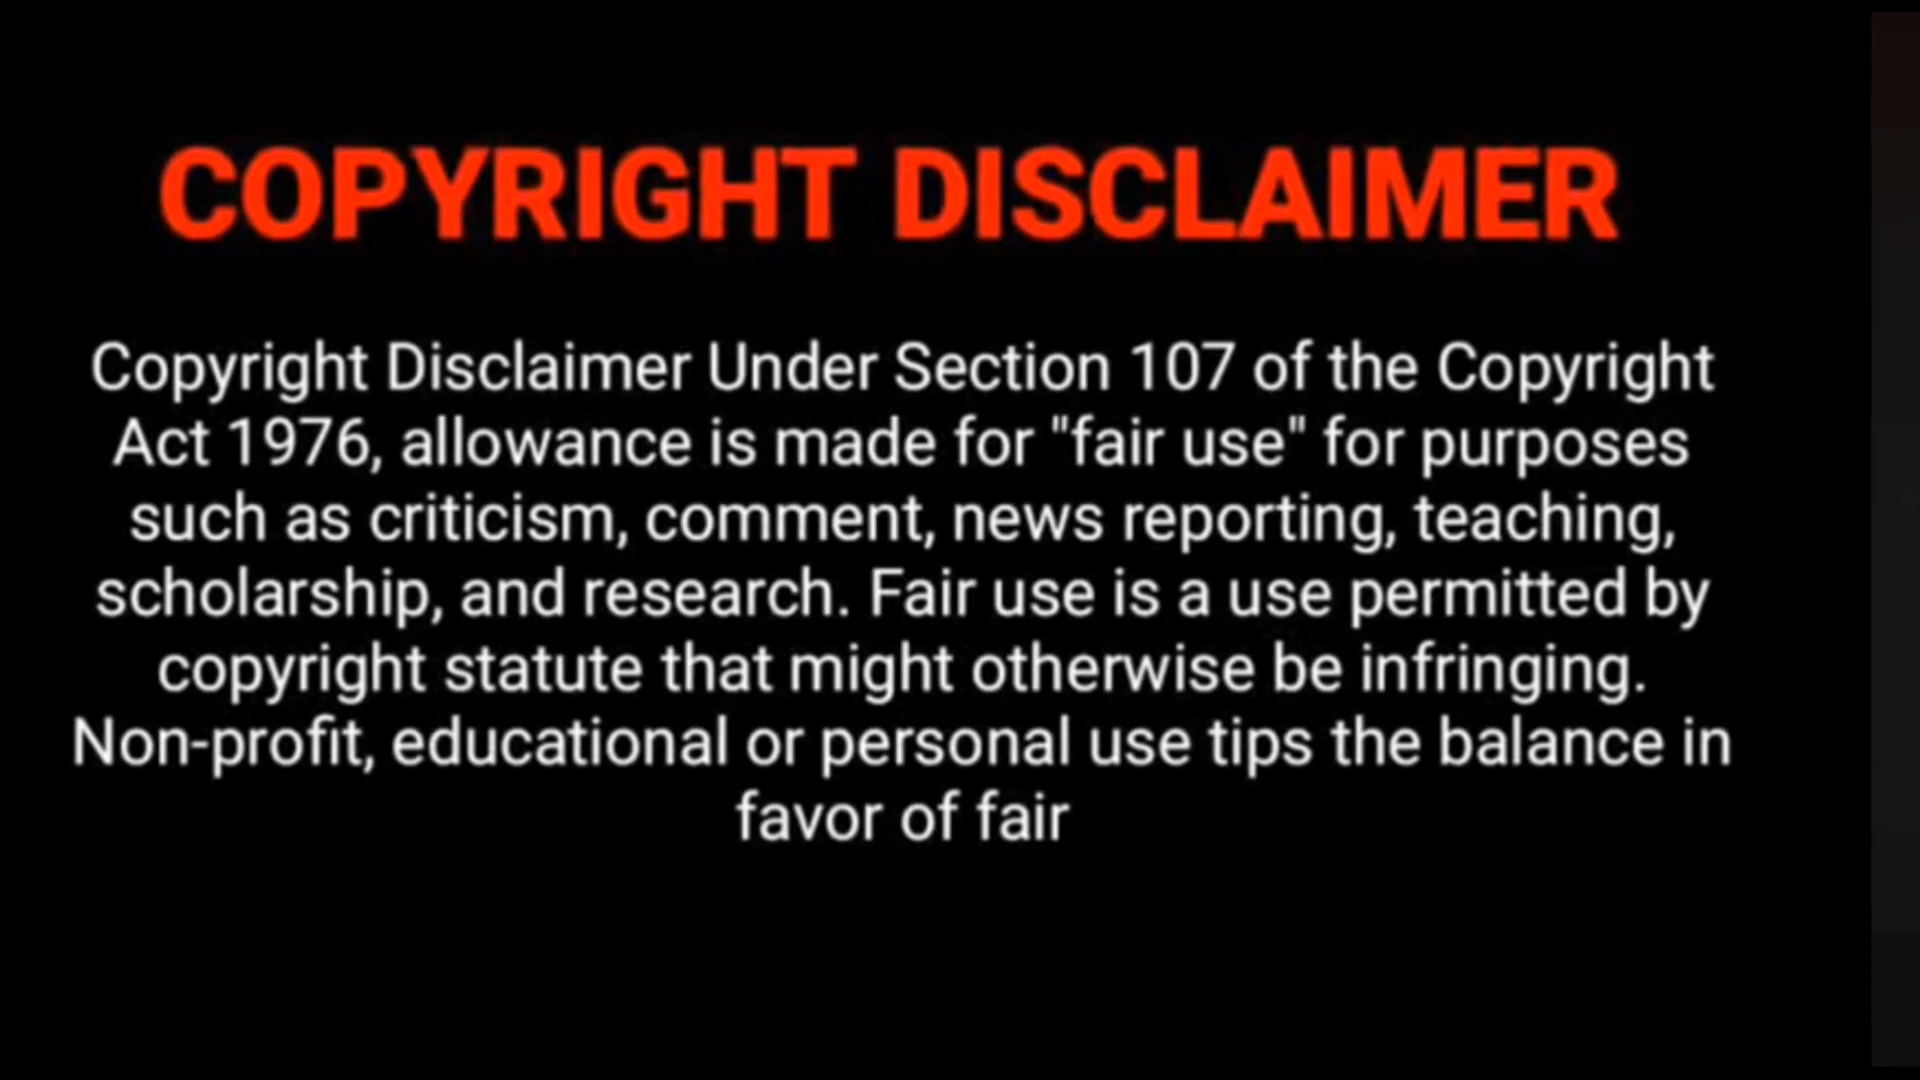 COPYRIGHT DISCLAIMER
Copyright Disclaimer Under Section 107 of the Copyright
Act 1976, allowance is made for "fair use" for purposes
such as criticism, comment, news reporting, teaching,
scholarship, and research. Fair use is a use permitted by
copyright statute that might otherwise be infringing.
Non-profit, educational or personal use tips the balance in
favor of fair